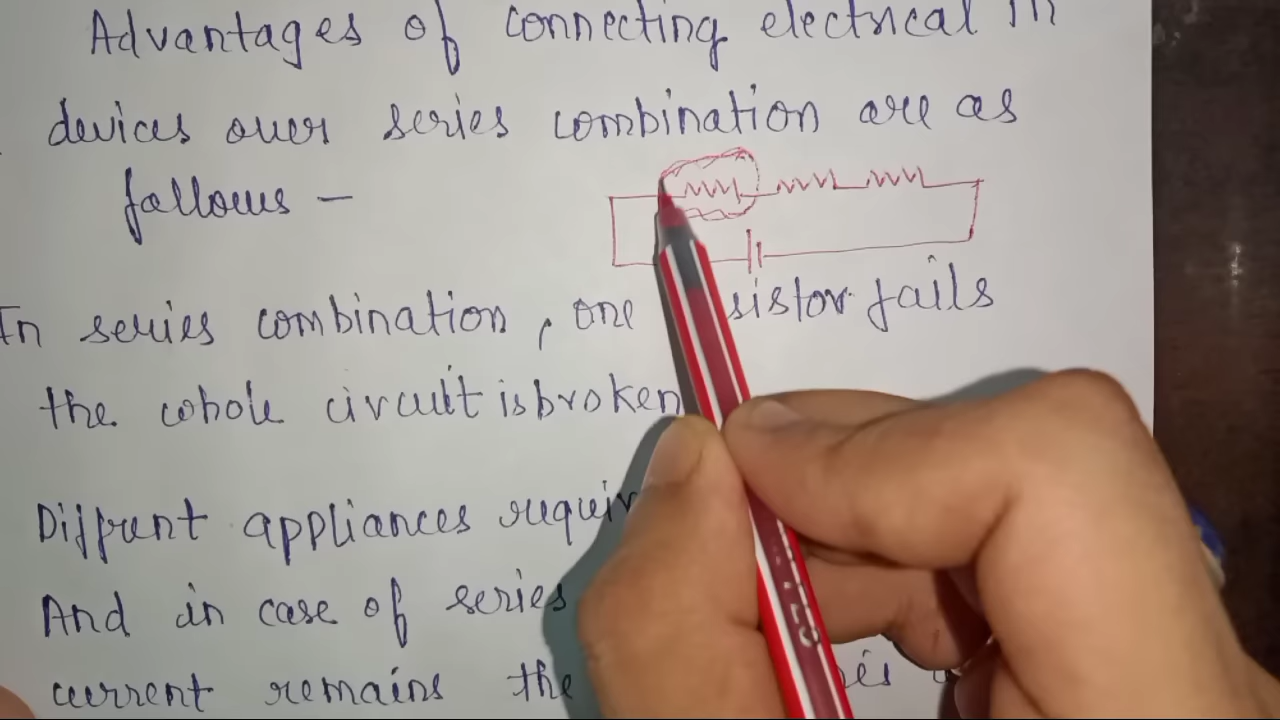 Advantages of connecting electrical in
devices over series combination are as
follows —
In series combination, one sistor fails
the whole circuit is broken
Diffrent appliances requir
And in case of series
current remains the